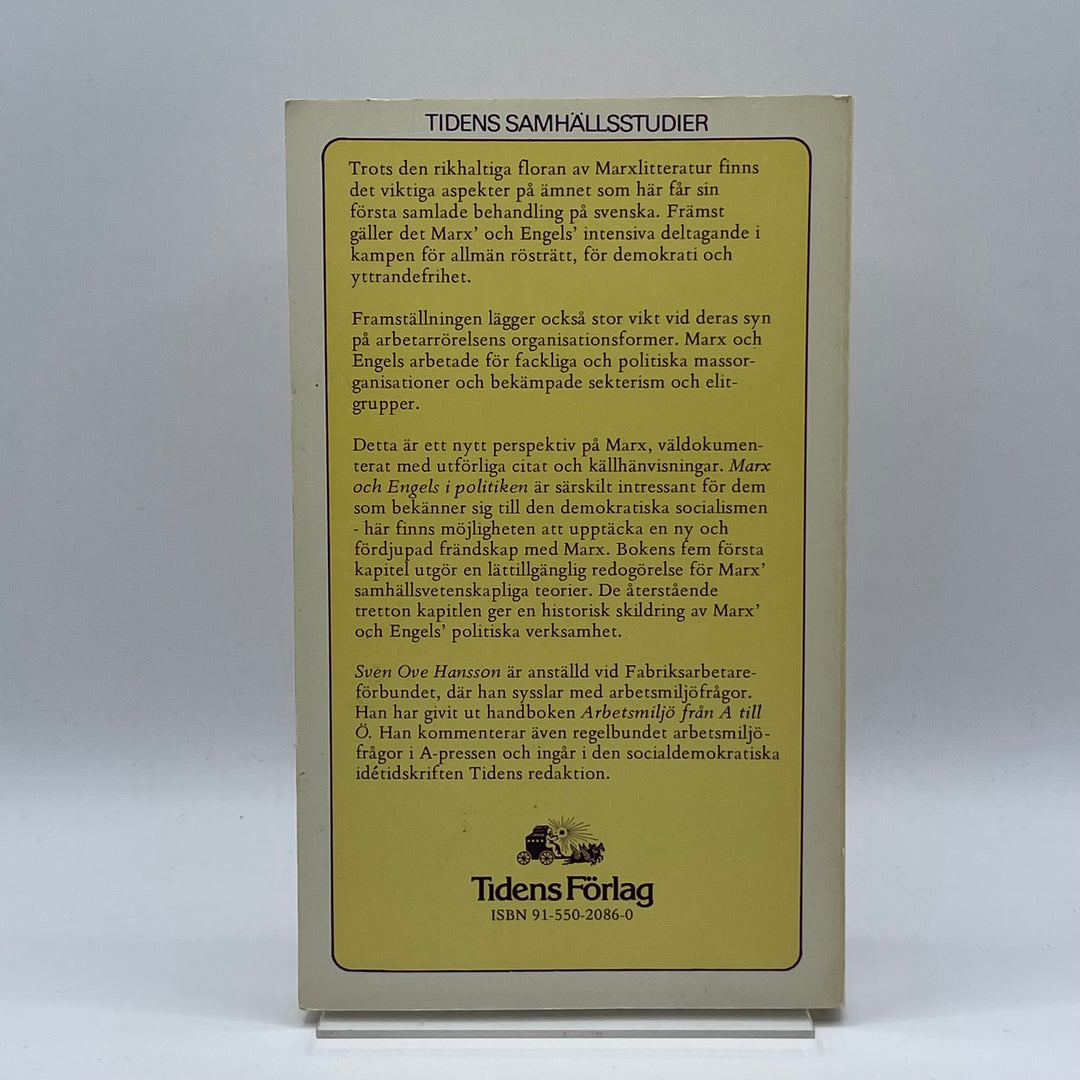 TIDENS SAMHÄLLSSTUDIER
Trots den rikhaltiga floran av Marxlitteratur finns
det viktiga aspekter på ämnet som här får sin
första samlade behandling på svenska. Främst
gäller det Marx’ och Engels’ intensiva deltagande i
kampen för allmän rösträtt, för demokrati och
yttrandefrihet.
Framställningen lägger också stor vikt vid deras syn
på arbetarrörelsens organisationsformer. Marx och
Engels arbetade för fackliga och politiska massor-
ganisationer och bekämpade sekterism och elit-
grupper.
Detta är ett nytt perspektiv på Marx, väldokumen-
terat med utförliga citat och källhänvisningar. Marx
och Engels i politiken är särskilt intressant för dem
som bekänner sig till den demokratiska socialismen
- här finns möjligheten att upptäcka en ny och
fördjupad frändskap med Marx. Bokens fem första
kapitel utgör en lättillgänglig redogörelse för Marx’
samhällsvetenskapliga teorier. De återstående
tretton kapitlen ger en historisk skildring av Marx’
och Engels’ politiska verksamhet.
Sven Ove Hansson är anställd vid Fabriksarbetare-
förbundet, där han sysslar med arbetsmiljöfrågor.
Han har givit ut handboken Arbetsmiljö från A till
Ö. Han kommenterar även regelbundet arbetsmiljö-
frågor i A-pressen och ingår i den socialdemokratiska
idétidskriften Tidens redaktion.
Tidens Förlag
ISBN 91-550-2086-0